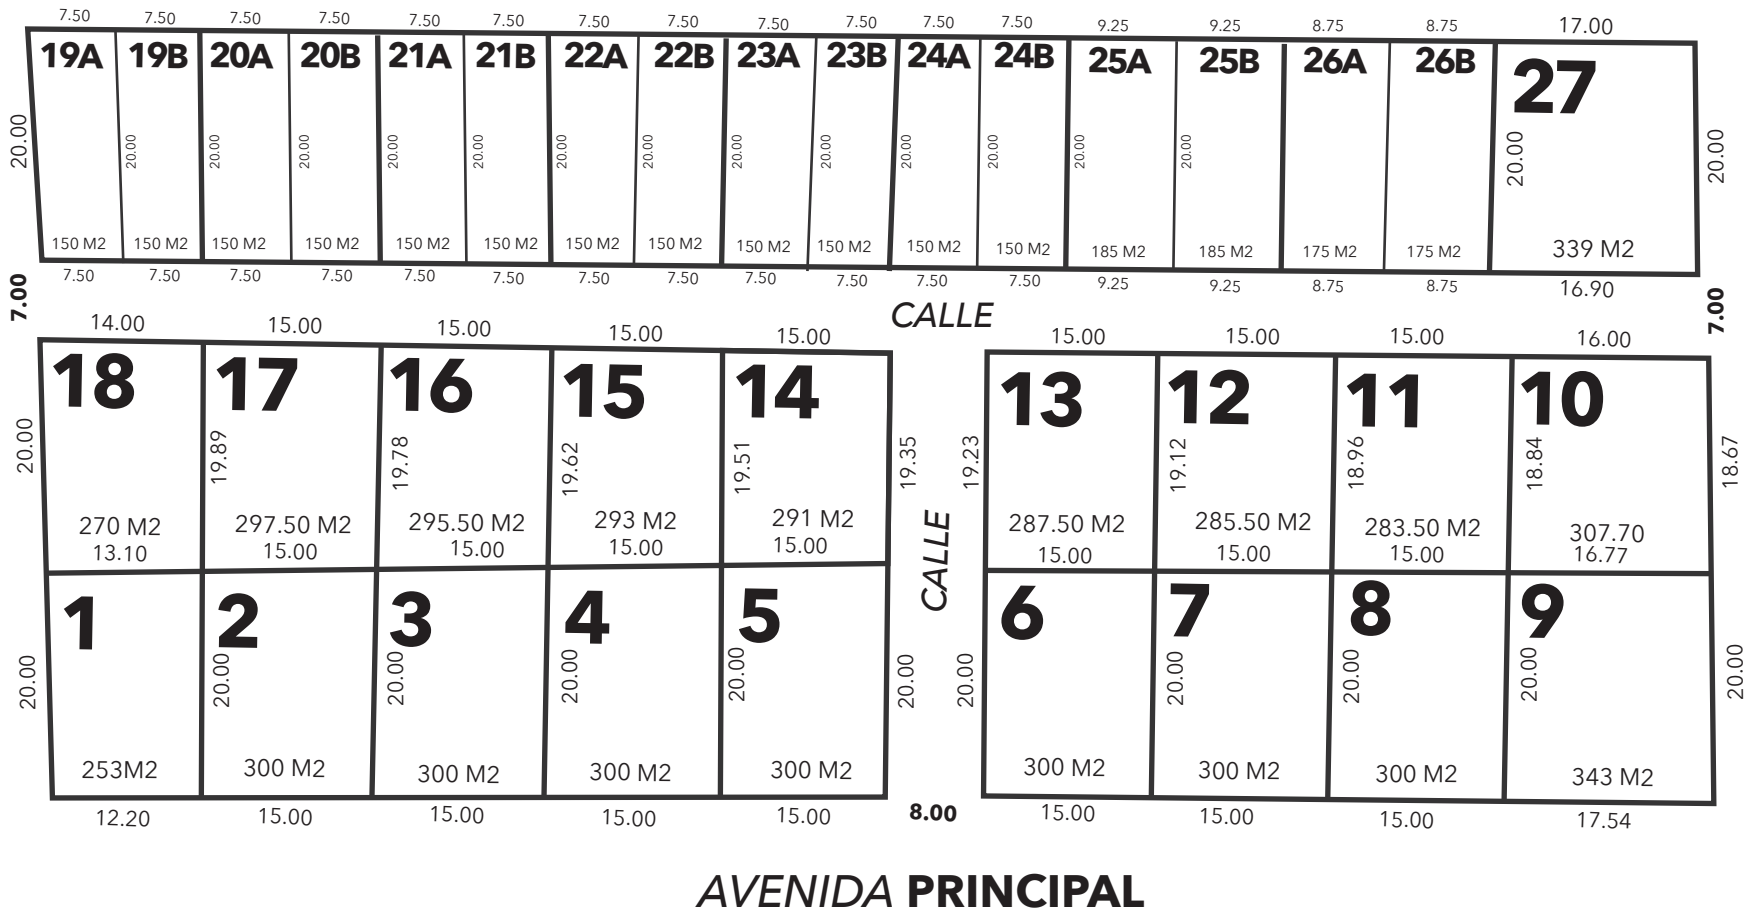 7.50 7.50 7.50 7.50 7.50 7.50 7.50 7.50 7.50 7.50 7.50 7.50 9.25 9.25 8.75 8.75 17.00
19A 19B 20A 20B 21A 21B 22A 22B 23A 23B 24A 24B 25A 25B 26A 26B 27
20.00 20.00 20.00 20.00 20.00 20.00 20.00 20.00 20.00 20.00 20.00 20.00 20.00 20.00 20.00 20.00
150 M2 150 M2 150 M2 150 M2 150 M2 150 M2 150 M2 150 M2 150 M2 150 M2 150 M2 150 M2 185 M2 185 M2 175 M2 175 M2 339 M2
7.50 7.50 7.50 7.50 7.50 7.50 7.50 7.50 7.50 7.50 7.50 7.50 9.25 9.25 8.75 8.75 16.90
7.00 CALLE 7.00
14.00 15.00 15.00 15.00 15.00 15.00 15.00 15.00 16.00
18 17 16 15 14 13 12 11 10
20.00 19.89 19.78 19.62 19.51 19.35 19.23 19.12 18.96 18.84 18.67
270 M2 297.50 M2 295.50 M2 293 M2 291 M2 287.50 M2 285.50 M2 283.50 M2 307.70
13.10 15.00 15.00 15.00 15.00 15.00 15.00 15.00 16.77
CALLE
1 2 3 4 5 6 7 8 9
20.00 20.00 20.00 20.00 20.00 20.00 20.00 20.00 20.00 20.00 20.00
253M2 300 M2 300 M2 300 M2 300 M2 300 M2 300 M2 300 M2 343 M2
12.20 15.00 15.00 15.00 15.00 8.00 15.00 15.00 15.00 17.54
AVENIDA PRINCIPAL